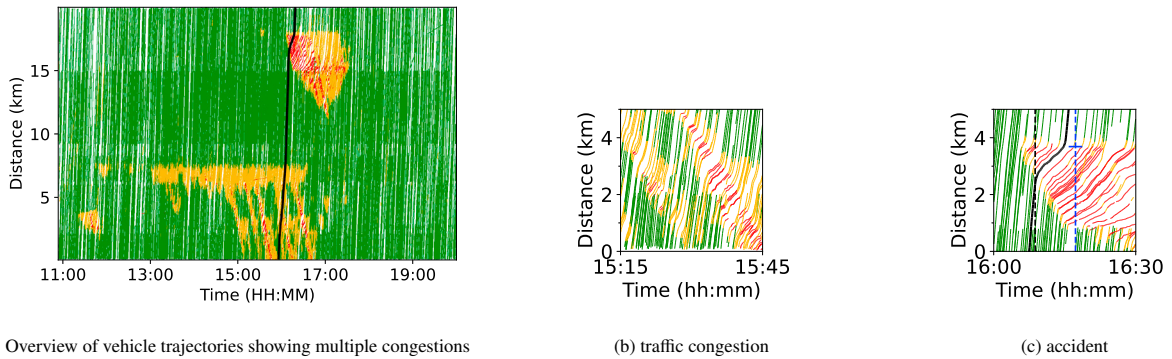 15
10
5
Distance (km)
11:00 13:00 15:00 17:00 19:00
Time (HH:MM)
Overview of vehicle trajectories showing multiple congestions
4
2
0
Distance (km)
15:15 15:45
Time (hh:mm)
(b) traffic congestion
4
2
0
Distance (km)
16:00 16:30
Time (hh:mm)
(c) accident